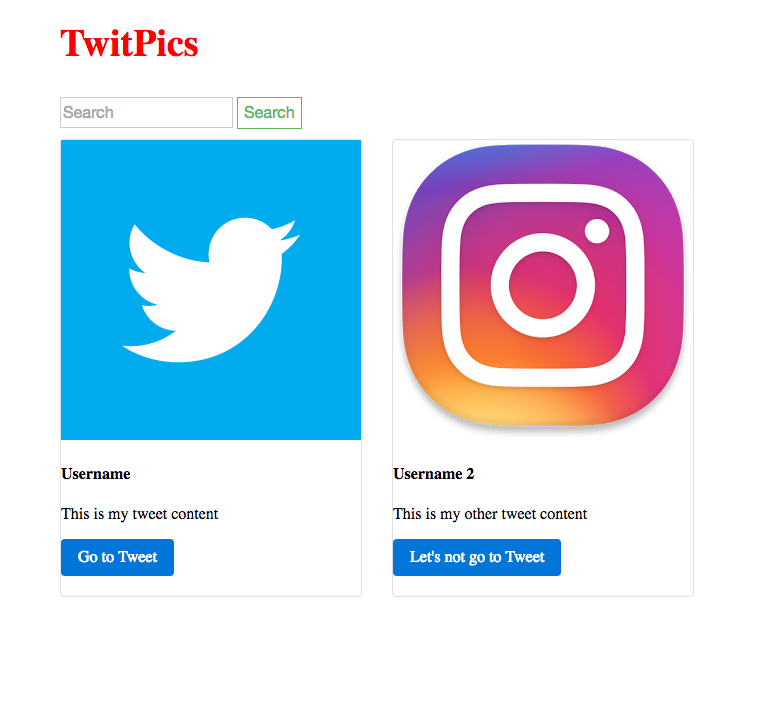 TwitPics
Search Search
Username
This is my tweet content
Go to Tweet
Username 2
This is my other tweet content
Let's not go to Tweet